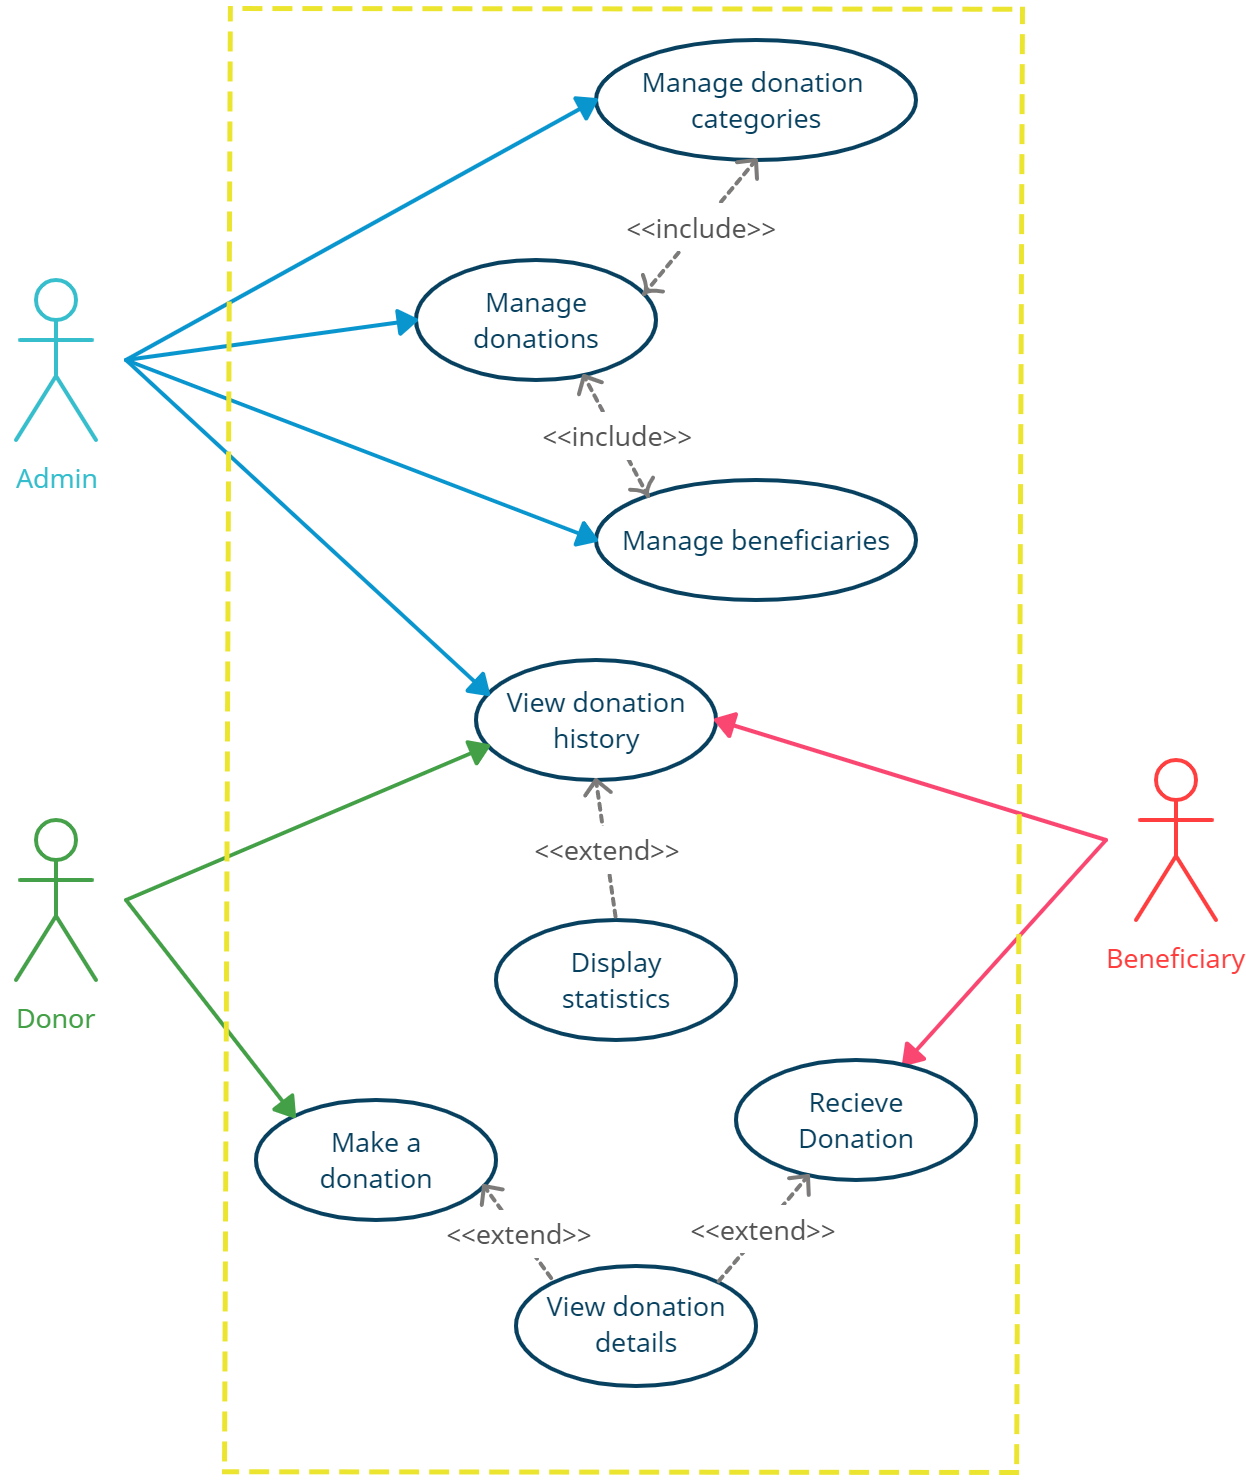 Manage donation
categories
<<include>>
Manage
donations
<<include>>
Admin
Manage beneficiaries
View donation
history
<<extend>>
Beneficiary
Display
statistics
Donor
Recieve
Donation
Make a
donation
<<extend>>
<<extend>>
View donation
details